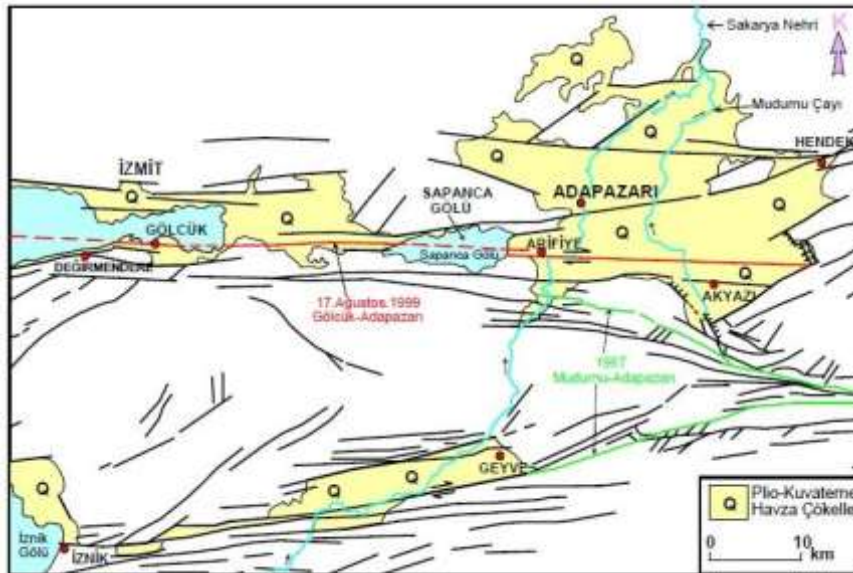 K
Sakarya Nehri
Mudurnu Çayı
HENDEK
Q
Q
Q
Q
İZMİT
Q
Q
SAPANCA
GÖLÜ
ADAPAZARI
GÖLCÜK
Sapanca Gölü
ARİFİYE
Q
DEĞİRMENDERE
Q
AKYAZI
17.Ağustos.1999
Gölcük-Adapazarı
1967
Mudurnu-Adapazarı
GEYVE
Q
Q
Q
İznik
Gölü
İZNİK
Q
Plio-Kuvaterne
Havza Çökelle
0 10
km